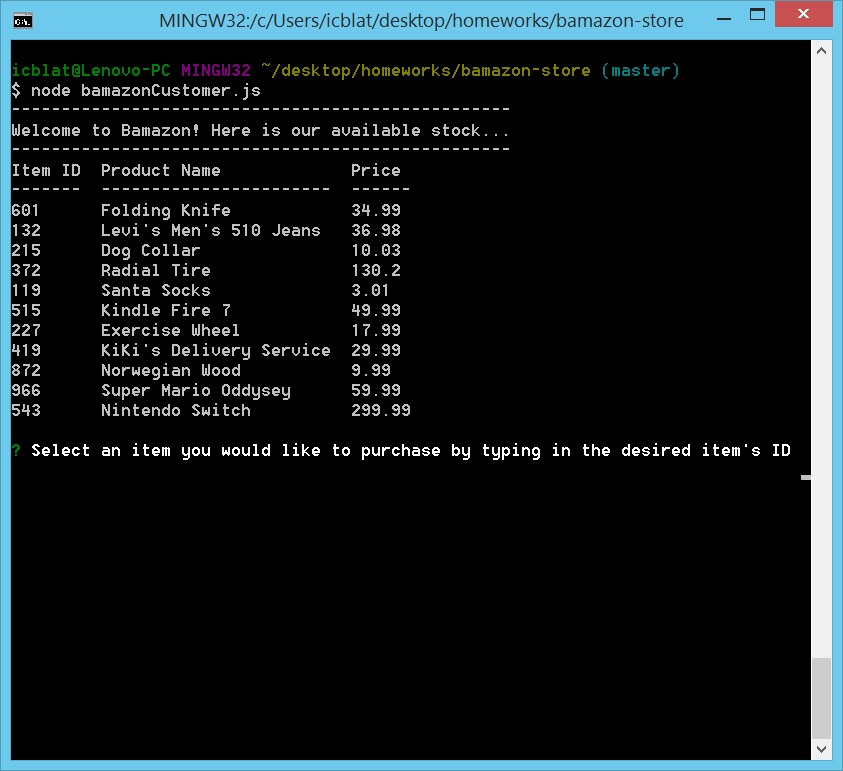 MINGW32:/c/Users/icblat/desktop/homeworks/bamazon-store
icblat@Lenovo-PC MINGW32 ~/desktop/homeworks/bamazon-store (master)
$ node bamazonCustomer.js
--------------------------------------------------
Welcome to Bamazon! Here is our available stock...
--------------------------------------------------
Item ID  Product Name             Price
-------  -----------------------  ------
601      Folding Knife            34.99
132      Levi's Men's 510 Jeans   36.98
215      Dog Collar               10.03
372      Radial Tire              130.2
119      Santa Socks              3.01
515      Kindle Fire 7            49.99
227      Exercise Wheel           17.99
419      KiKi's Delivery Service  29.99
872      Norwegian Wood           9.99
966      Super Mario Oddysey      59.99
543      Nintendo Switch          299.99
? Select an item you would like to purchase by typing in the desired item's ID